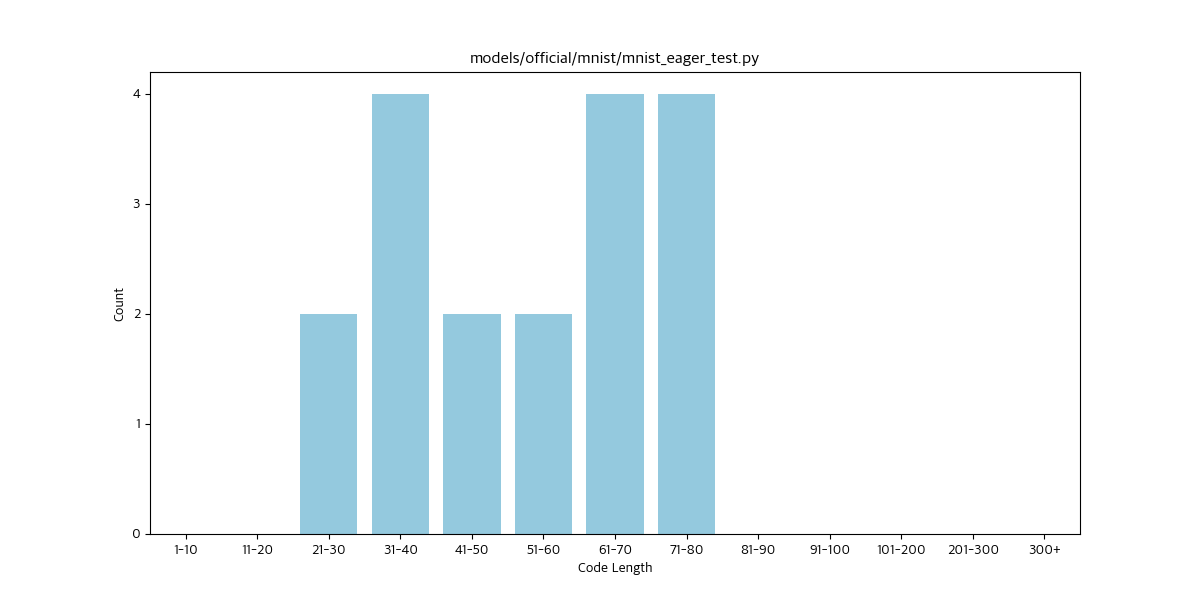 models/official/mnist/mnist_eager_test.py
4
3
2
1
0
Count
1-10 11-20 21-30 31-40 41-50 51-60 61-70 71-80 81-90 91-100 101-200 201-300 300+
Code Length